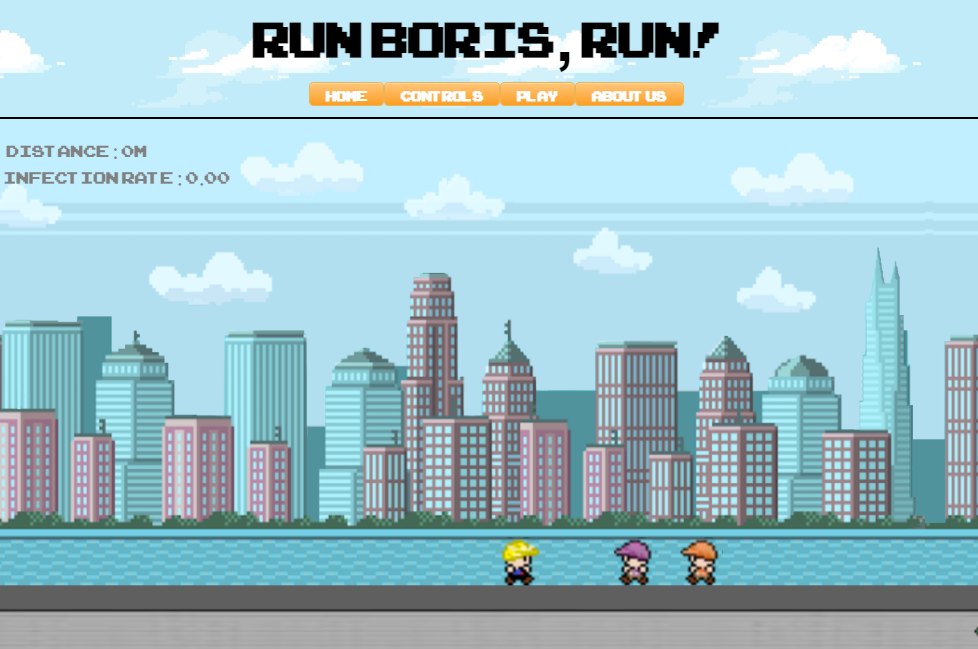 RUN BORIS, RUN!
HOME CONTROLS PLAY ABOUT US
DISTANCE:0M
INFECTION RATE:0.00